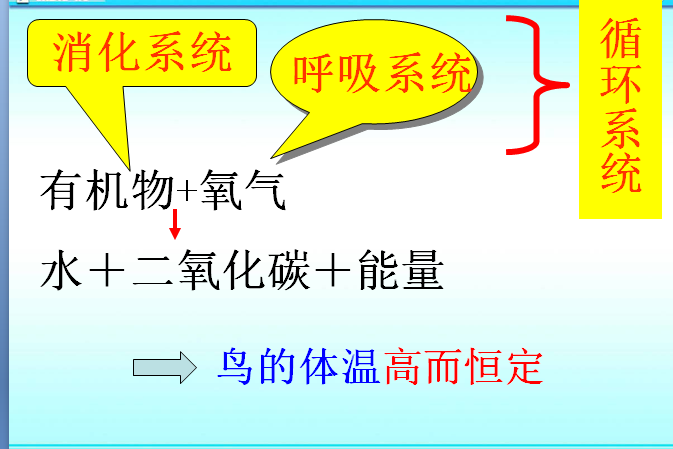 消化系统
呼吸系统
循环系统
有机物+氧气
水＋二氧化碳＋能量
鸟的体温高而恒定